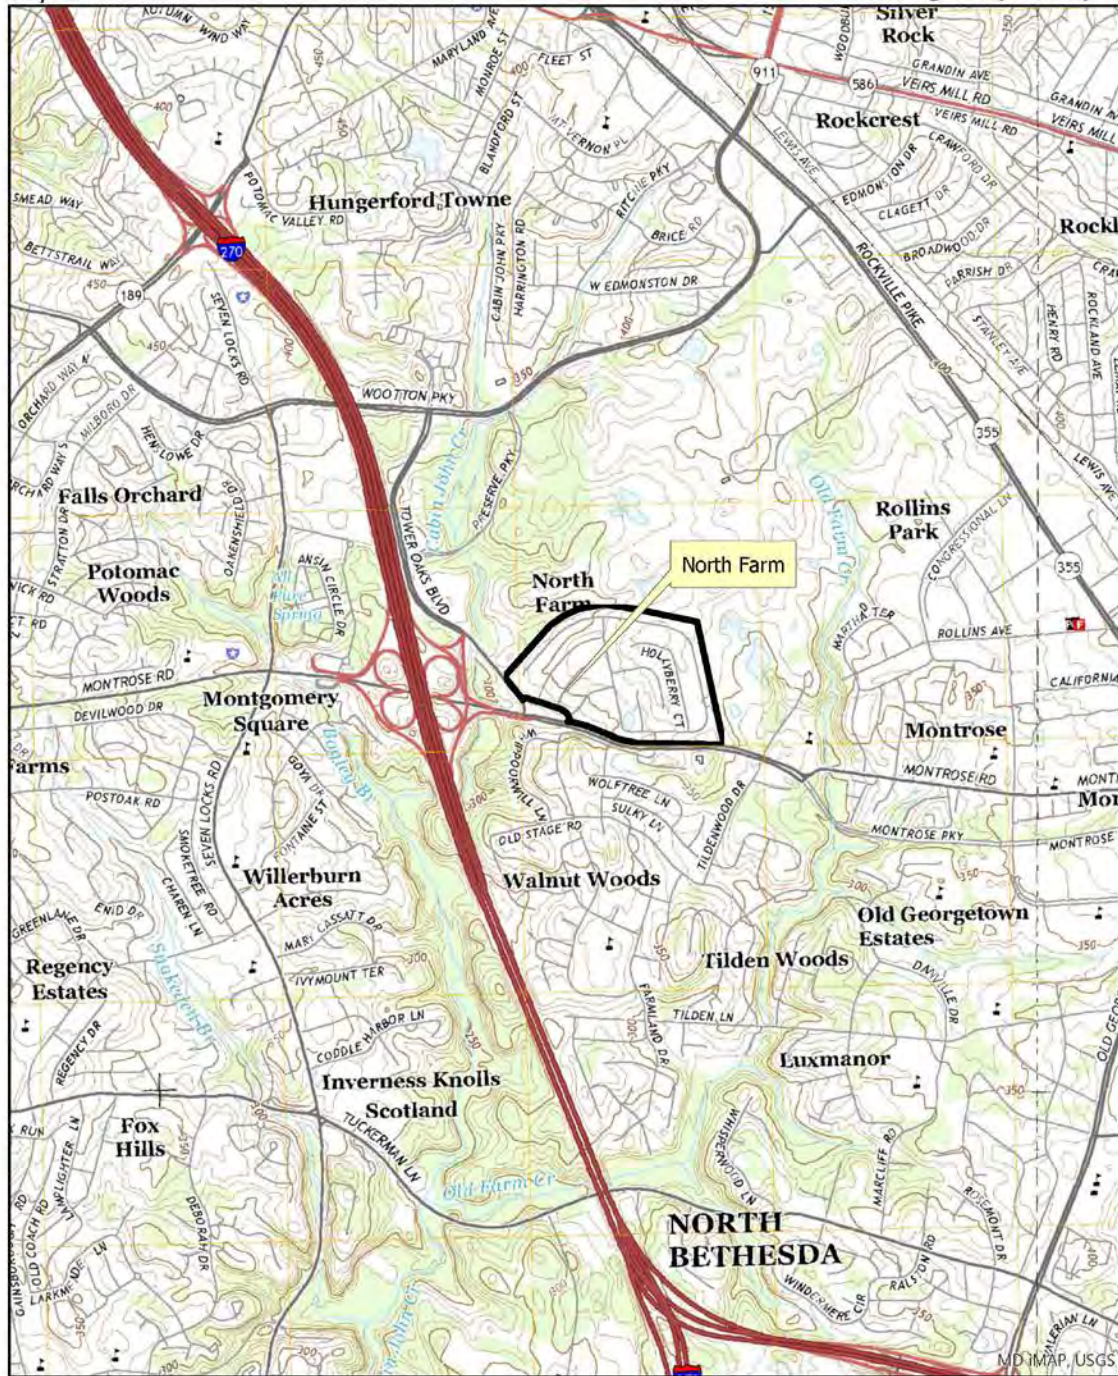 AUTUMN WIND WAY
MARYLAND AVE
MONROE ST
FLEET ST
Silver
Rock
GRANDIN AVE
911
586
VEIRS MILL RD
GRANDIN AV
BLANDFORD ST
MT VERNON PL
LEWIS AVE
Rockcrest
VEIRS MILL RD
VEIRS MILL
CRAWFORD DR
EDMONSTON DR
CLAGETT DR
BROADWOOD DR
PARRISH DR
POTOMAC
VALLEY RD
SMEAD WAY
Hungerford Towne
RITCHIE PKY
BRICE RD
BETTSTRAIL WAY
270
CABIN JOHN PKY
HARRINGTON RD
W EDMONSTON DR
ROCKVILLE PIKE
189
SEVEN LOCKS RD
STANLEY AVE
HENRY RD
ROCKLAND AVE
ORCHARD WAY N
MILBORO DR
HENSLOWE DR
WOOTTON PKY
355
LEWIS AV
Cabin John Cr
PRESERVE PKY
Old Farm Cr
Falls Orchard
STRATTON DR
OAKENSHIELD DR
Rollins
Park
CONGRESSIONAL LN
Potomac
Woods
ANSIN CIRCLE DR
TOWER OAKS BLVD
North
Farm
North Farm
355
MARTHA TER
ROLLINS AVE
HOLLYBERRY CT
CALIFORNIA
MONTROSE RD
DEVILWOOD DR
Montgomery
Square
Montrose
MONTROSE RD
Farms
POSTOAK RD
SEVEN LOCKS RD
GOYA DR
FONTAINE ST
Bogley Br
WHIPPOORWILL LN
WOLFTREE LN
SULKY LN
OLD STAGE RD
TILDENWOOD DR
MONTROSE PKY
MONTROSE
SMOKETREE RD
CHAREN LN
Willerburn
Acres
Walnut Woods
GREENLANE DR
ENID DR
MARY CASSATT DR
Old Georgetown
Estates
Regency
Estates
Snakeden Br
IVYMOUNT TER
Tilden Woods
DANVILLE DR
FARMLAND DR
TILDEN LN
REGENCY DR
CODDLE HARBOR LN
Luxmanor
Inverness Knolls
Scotland
Fox
Hills
TUCKERMAN LN
WHISPERWOOD LN
MARCLIFF RD
LAMPLIGHTER LN
OLD COACH RD
LARKMEADE LN
DEBORAH DR
Old Farm Cr
ROSEMONT DR
NORTH
BETHESDA
RALSTON RD
WINDERMERE CIR
MD iMAP, USGS